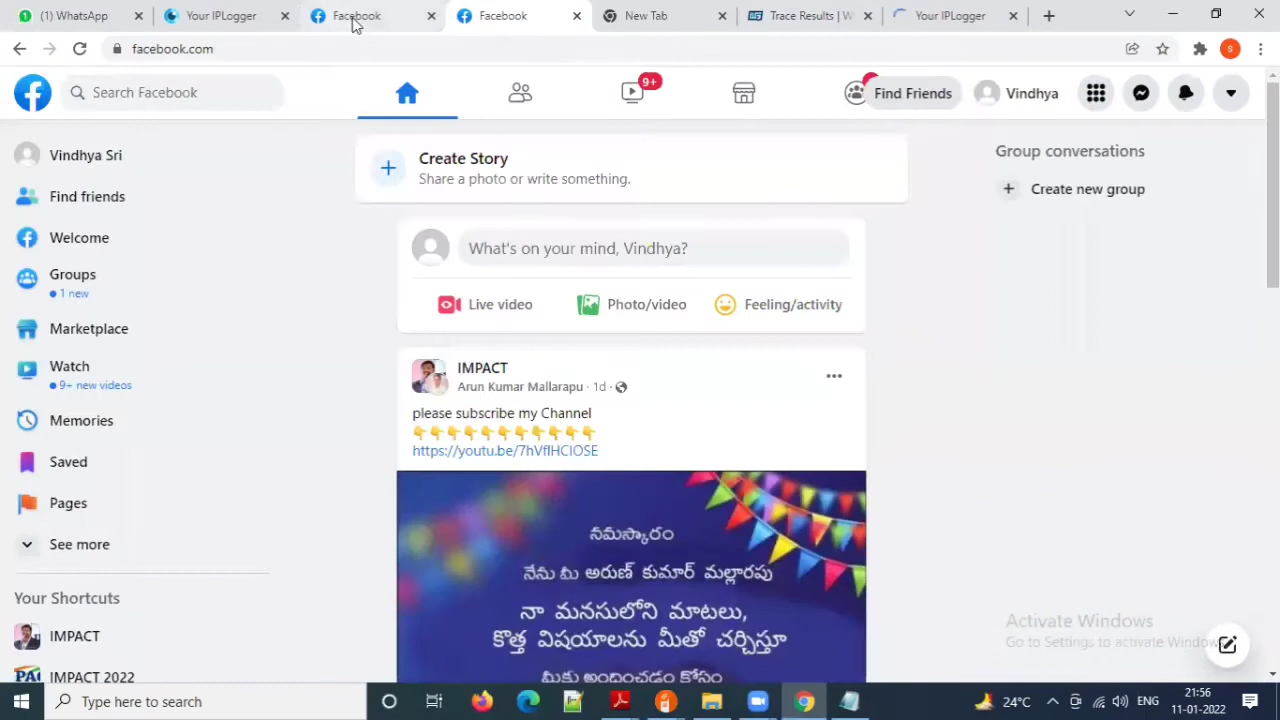 (1) WhatsApp
Your IPLogger
Facebook
Facebook
New Tab
Trace Results | W
Your IPLogger
facebook.com
S
Search Facebook
9+
Find Friends
Vindhya
Vindhya Sri
Find friends
Welcome
Groups
1 new
Marketplace
Watch
9+ new videos
Memories
Saved
Pages
See more
Your Shortcuts
IMPACT
IMPACT 2022
Create Story
Share a photo or write something.
What's on your mind, Vindhya?
Live video
Photo/video
Feeling/activity
IMPACT
Arun Kumar Mallarapu · 1d ·
please subscribe my Channel
👇👇👇👇👇👇👇👇👇👇👇
https://youtu.be/7hVflHCIOSE
నమస్కారం
నేను మీ అరుణ్ కుమార్ మల్లారపు
నా మనసులోని మాటలు,
కొత్త విషయాలను మీతో చర్చిస్తూ
మీకు అందించడం కోసం
Group conversations
Create new group
Activate Windows
Go to Settings to activate Windows
Type here to search
24°C
ENG
21:56
11-01-2022